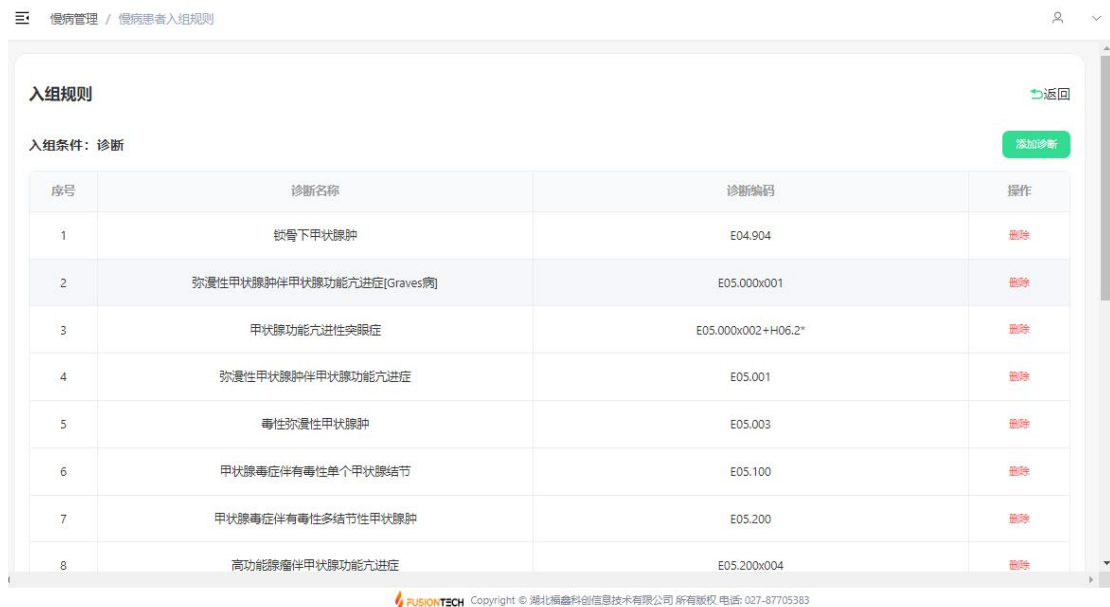 慢病管理 / 慢病患者入组规则
入组规则
返回
入组条件：诊断
添加诊断
序号 诊断名称 诊断编码 操作
1 锁骨下甲状腺肿 E04.904 删除
2 弥漫性甲状腺肿伴甲状腺功能亢进症[Graves病] E05.000x001 删除
3 甲状腺功能亢进性突眼症 E05.000x002+H06.2* 删除
4 弥漫性甲状腺肿伴甲状腺功能亢进症 E05.001 删除
5 毒性弥漫性甲状腺肿 E05.003 删除
6 甲状腺毒症伴有毒性单个甲状腺结节 E05.100 删除
7 甲状腺毒症伴有毒性多结节性甲状腺肿 E05.200 删除
8 高功能腺瘤伴甲状腺功能亢进症 E05.200x004 删除
FUSIONTECH Copyright © 湖北福鑫科创信息技术有限公司 所有版权 电话: 027-87705383